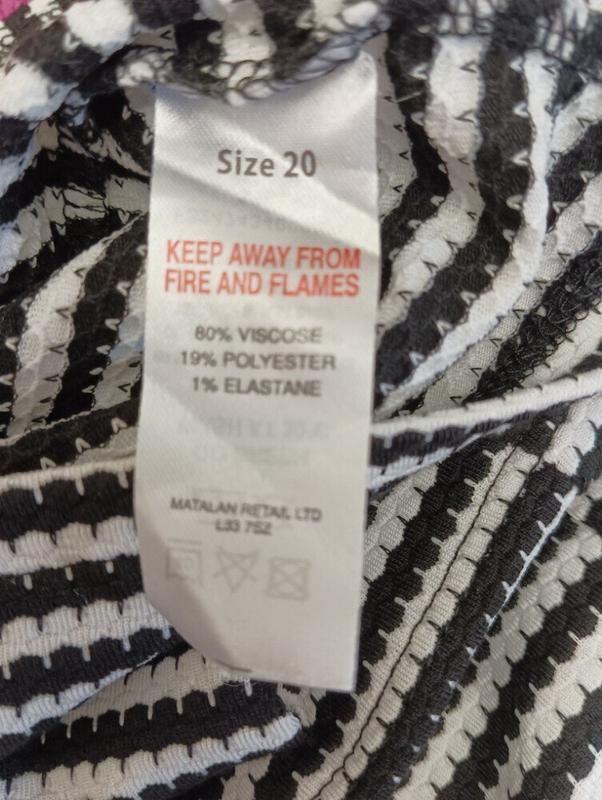 Size 20
KEEP AWAY FROM
FIRE AND FLAMES
80% VISCOSE
19% POLYESTER
1% ELASTANE
MATALAN RETAIL LTD
L33 7SZ